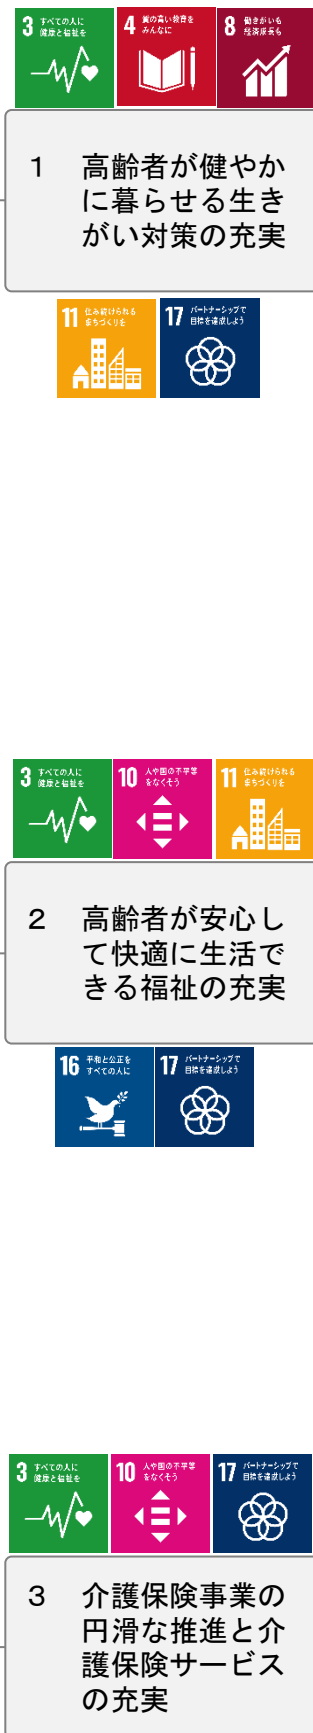 3 すべての人に
健康と福祉を
4 質の高い教育を
みんなに
8 働きがいも
経済成長も
1 高齢者が健やか
に暮らせる生き
がい対策の充実
11 住み続けられる
まちづくりを
17 パートナーシップで
目標を達成しよう
3 すべての人に
健康と福祉を
10 人や国の不平等
をなくそう
11 住み続けられる
まちづくりを
2 高齢者が安心し
て快適に生活で
きる福祉の充実
16 平和と公正を
すべての人に
17 パートナーシップで
目標を達成しよう
3 すべての人に
健康と福祉を
10 人や国の不平等
をなくそう
17 パートナーシップで
目標を達成しよう
3 介護保険事業の
円滑な推進と介
護保険サービス
の充実